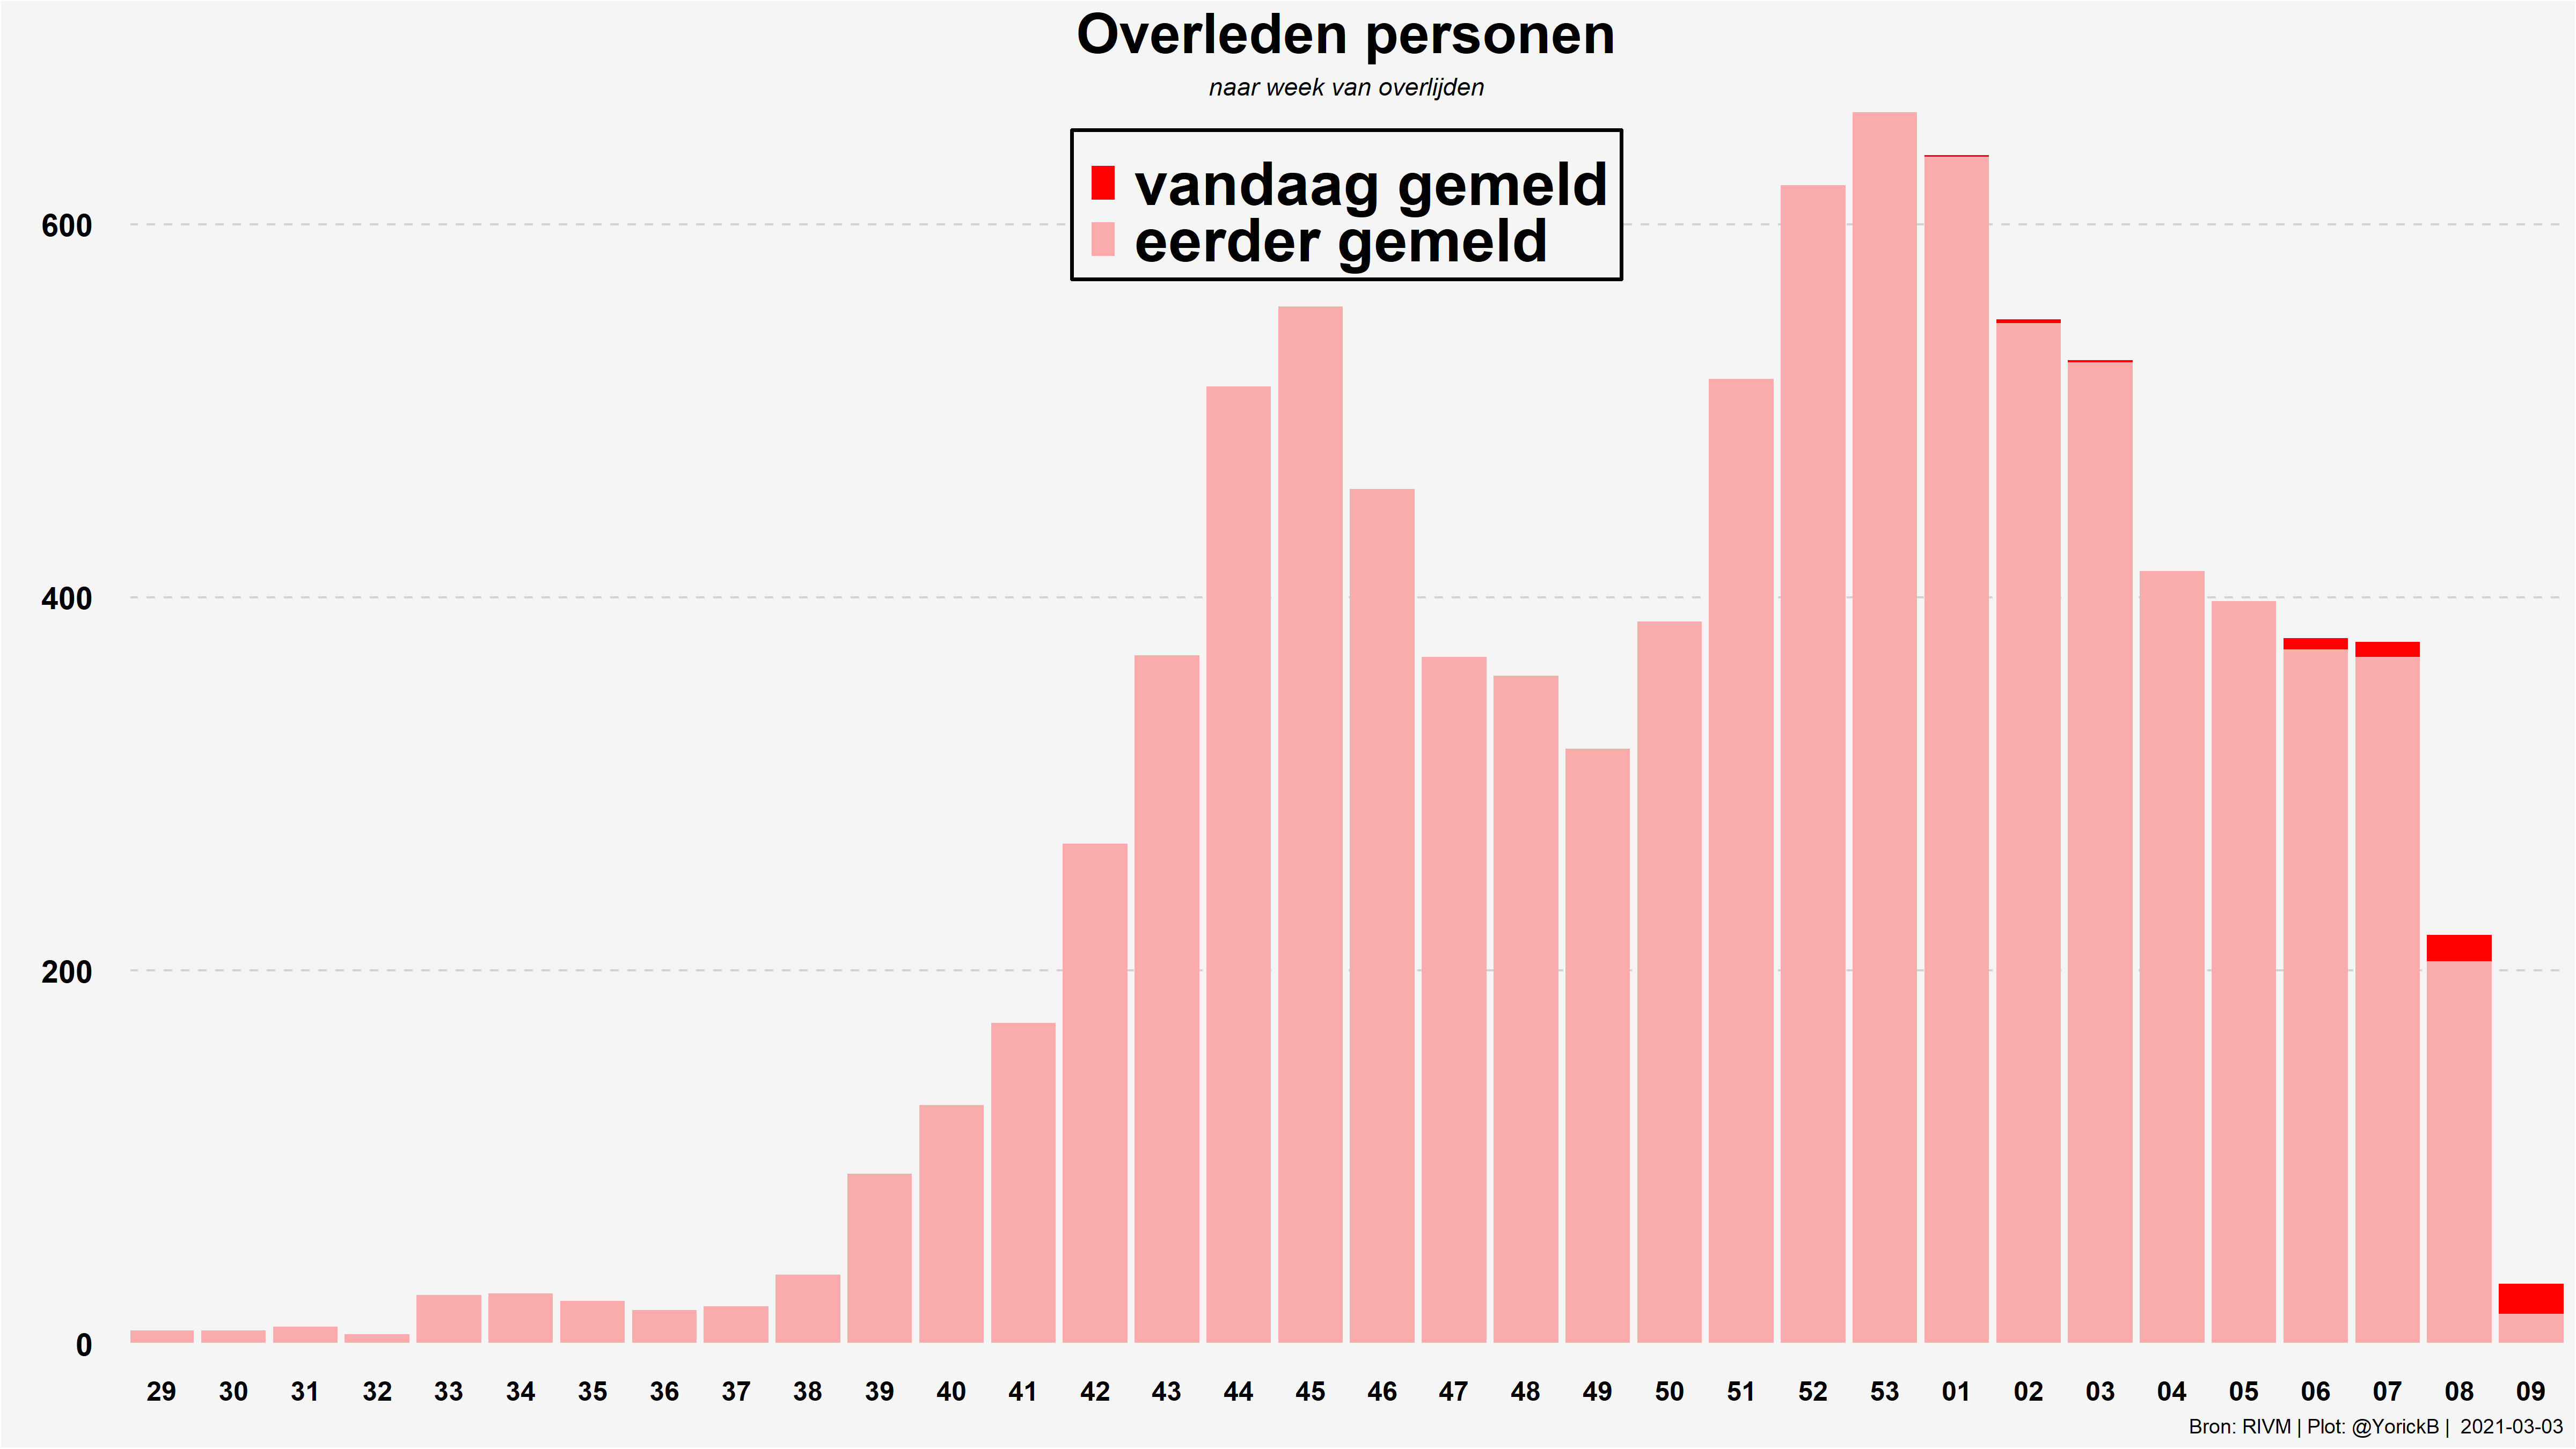 Overleden personen
naar week van overlijden
vandaag gemeld
eerder gemeld
600
400
200
0
29 30 31 32 33 34 35 36 37 38 39 40 41 42 43 44 45 46 47 48 49 50 51 52 53 01 02 03 04 05 06 07 08 09
Bron: RIVM | Plot: @YorickB | 2021-03-03